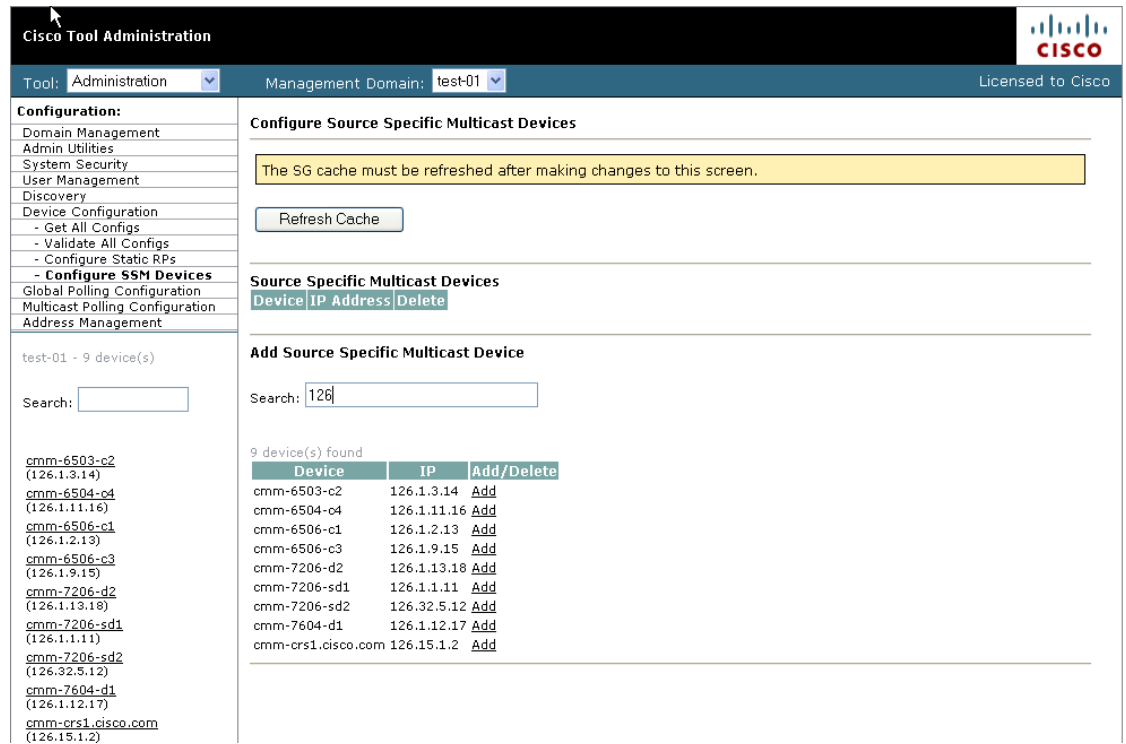 Cisco Tool Administration
CISCO
Tool: Administration Management Domain: test-01 Licensed to Cisco
Configuration:
Domain Management
Admin Utilities
System Security
User Management
Discovery
Device Configuration
- Get All Configs
- Validate All Configs
- Configure Static RPs
- Configure SSM Devices
Global Polling Configuration
Multicast Polling Configuration
Address Management
test-01 - 9 device(s)
Search:
cmm-6503-c2
(126.1.3.14)
cmm-6504-c4
(126.1.11.16)
cmm-6506-c1
(126.1.2.13)
cmm-6506-c3
(126.1.9.15)
cmm-7206-d2
(126.1.13.18)
cmm-7206-sd1
(126.1.1.11)
cmm-7206-sd2
(126.32.5.12)
cmm-7604-d1
(126.1.12.17)
cmm-crs1.cisco.com
(126.15.1.2)
Configure Source Specific Multicast Devices
The SG cache must be refreshed after making changes to this screen.
Refresh Cache
Source Specific Multicast Devices
Device IP Address Delete
Add Source Specific Multicast Device
Search: 126
9 device(s) found
Device IP Add/Delete
cmm-6503-c2 126.1.3.14 Add
cmm-6504-c4 126.1.11.16 Add
cmm-6506-c1 126.1.2.13 Add
cmm-6506-c3 126.1.9.15 Add
cmm-7206-d2 126.1.13.18 Add
cmm-7206-sd1 126.1.1.11 Add
cmm-7206-sd2 126.32.5.12 Add
cmm-7604-d1 126.1.12.17 Add
cmm-crs1.cisco.com 126.15.1.2 Add